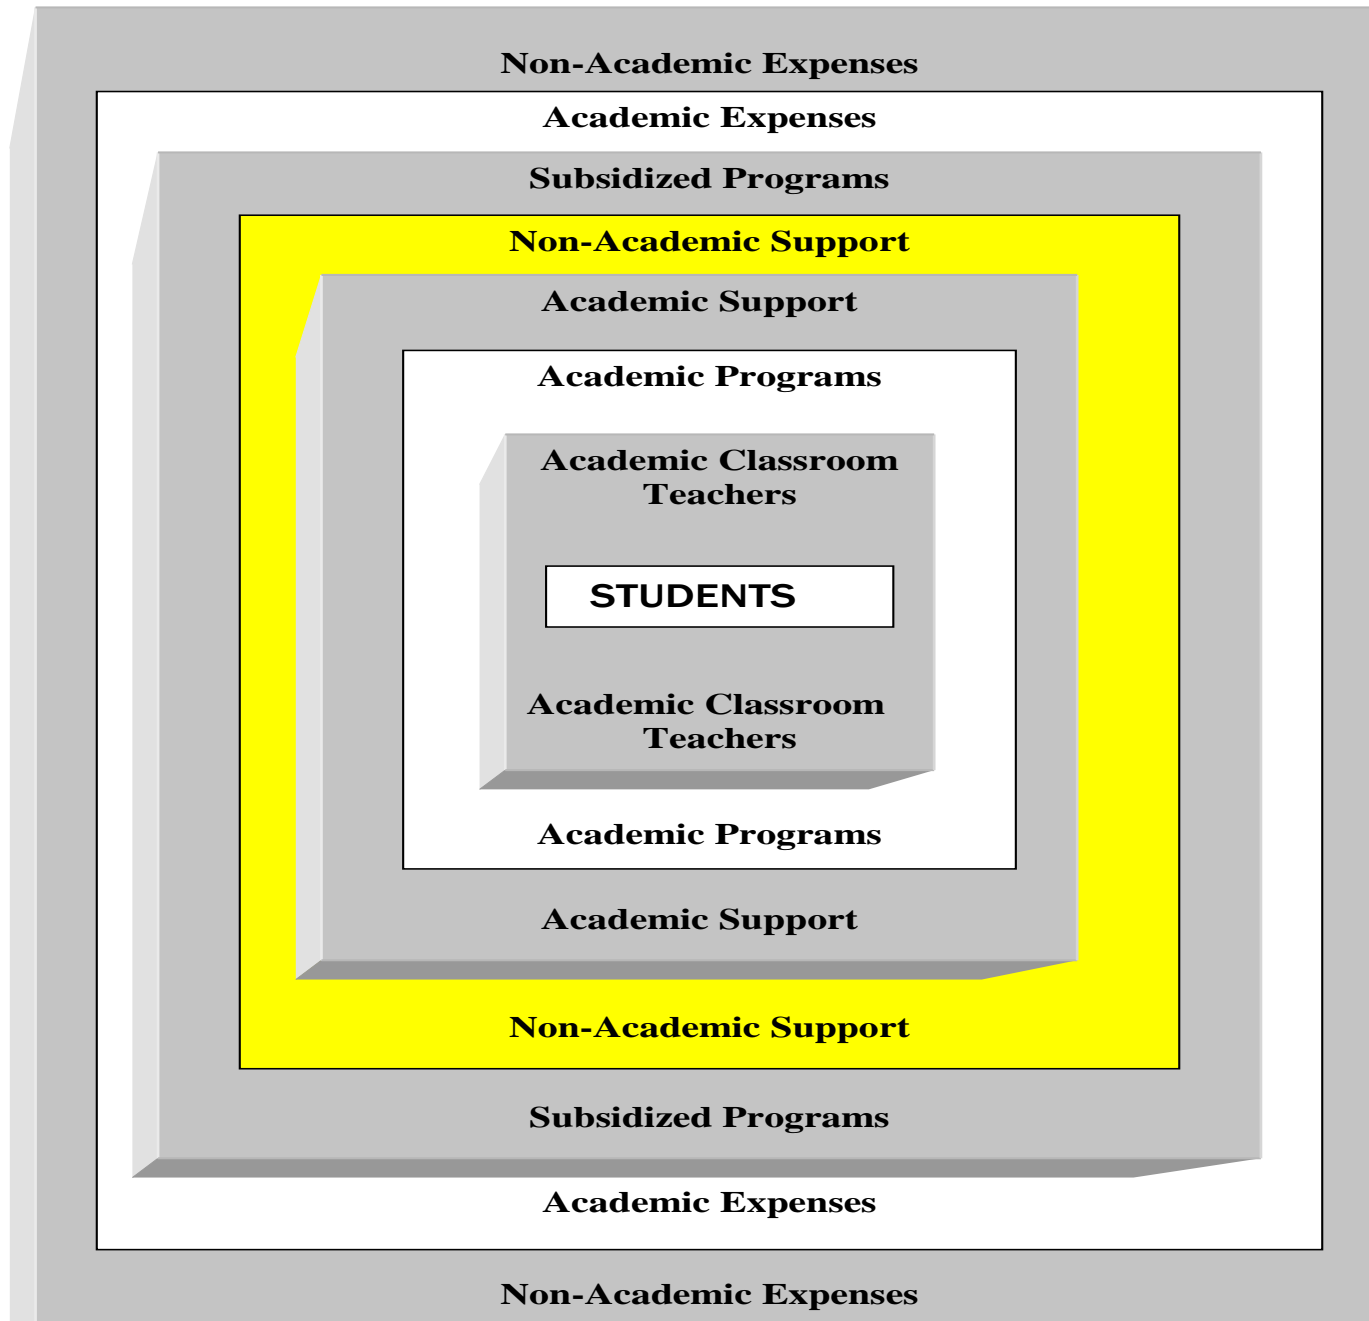 Non-Academic Expenses
Academic Expenses
Subsidized Programs
Non-Academic Support
Academic Support
Academic Programs
Academic Classroom
Teachers
STUDENTS
Academic Classroom
Teachers
Academic Programs
Academic Support
Non-Academic Support
Subsidized Programs
Academic Expenses
Non-Academic Expenses